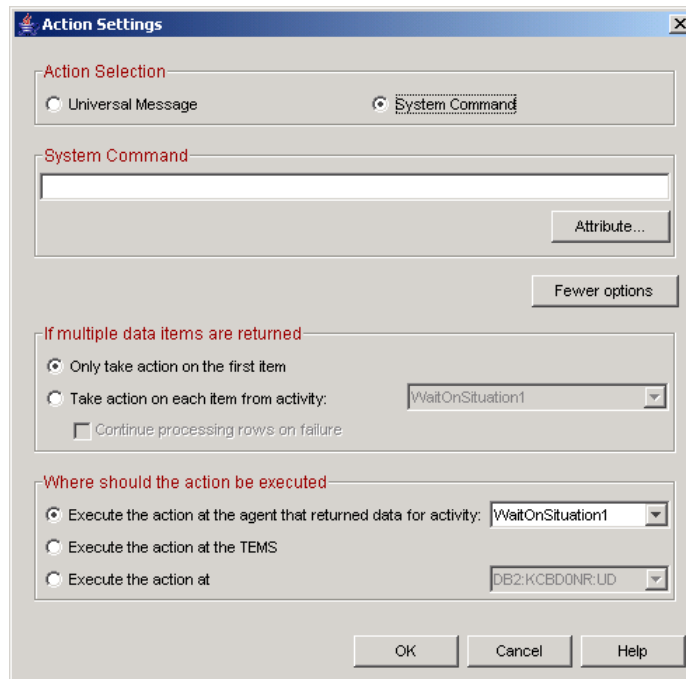 Action Settings
Action Selection
Universal Message System Command
System Command
Attribute...
Fewer options
If multiple data items are returned
Only take action on the first item
Take action on each item from activity: WaitOnSituation1
Continue processing rows on failure
Where should the action be executed
Execute the action at the agent that returned data for activity: WaitOnSituation1
Execute the action at the TEMS
Execute the action at DB2:KCBD0NR:UD
OK Cancel Help